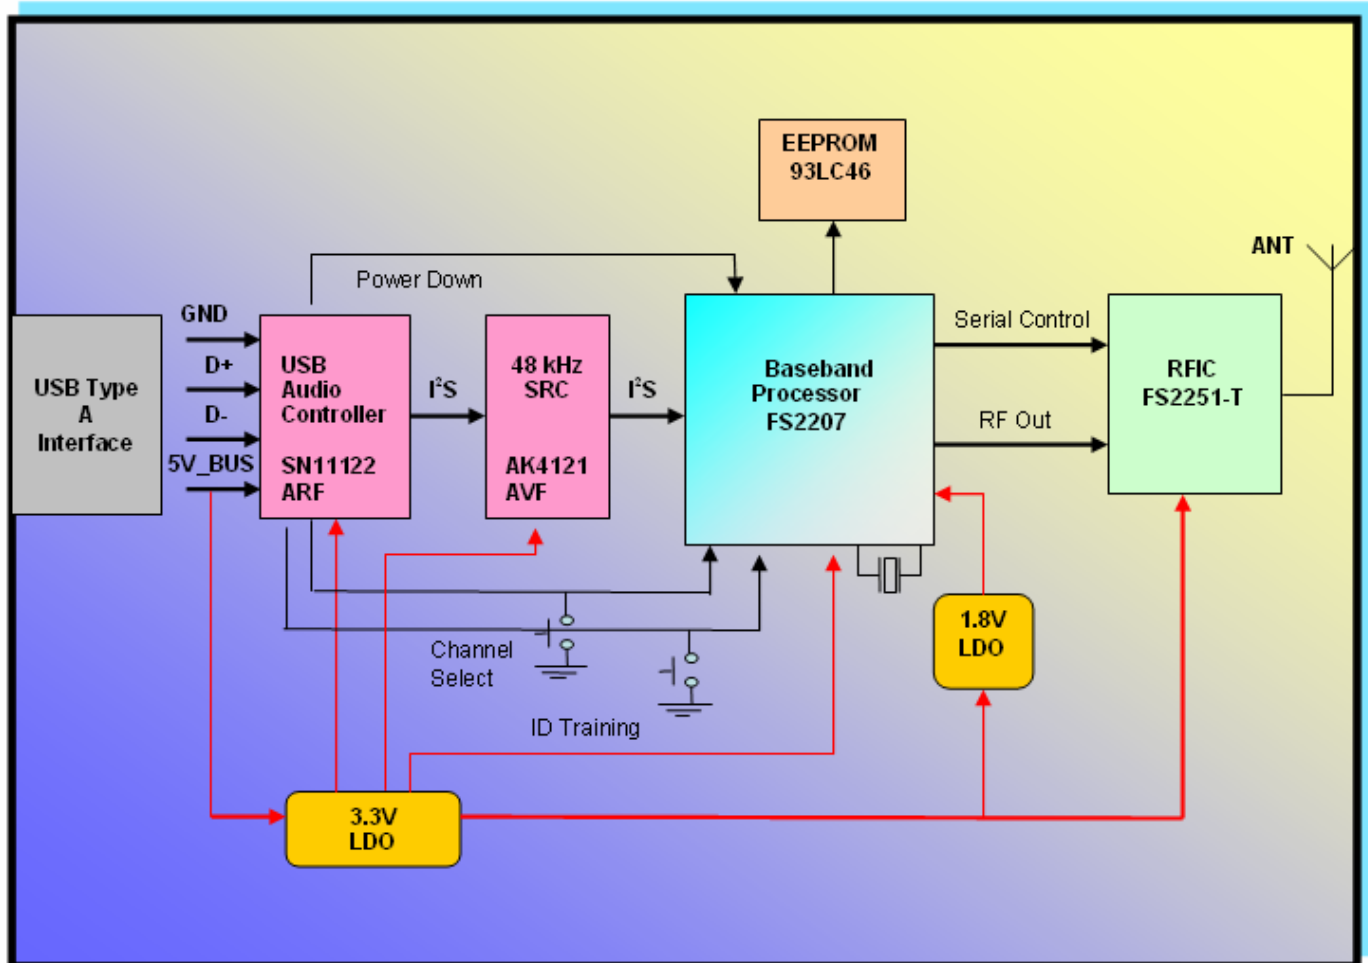 EEPROM
93LC46
ANT
Power Down
GND
D+
D-
5V_BUS
USB Type
A
Interface
USB
Audio
Controller
SN11122
ARF
I²S
48 kHz
SRC
AK4121
AVF
I²S
Baseband
Processor
FS2207
Serial Control
RF Out
RFIC
FS2251-T
Channel
Select
ID Training
1.8V
LDO
3.3V
LDO